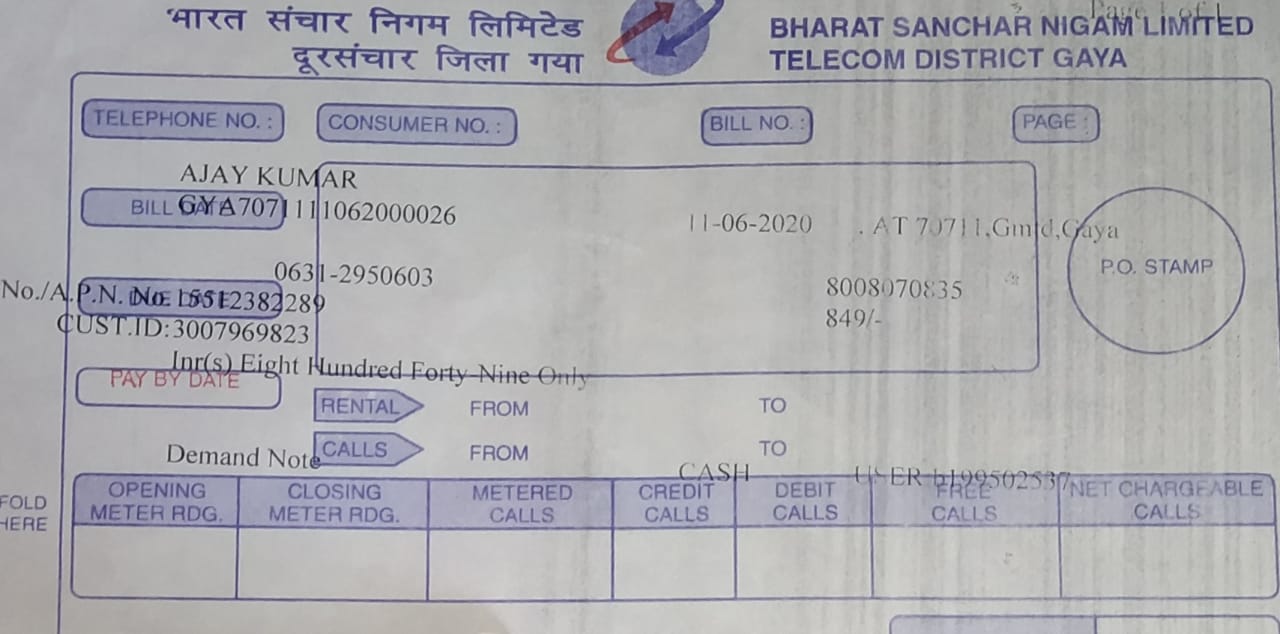 Page 1 of 1
भारत संचार निगम लिमिटेड
BHARAT SANCHAR NIGAM LIMITED
दूरसंचार जिला गया
TELECOM DISTRICT GAYA
TELEPHONE NO. :
CONSUMER NO. :
BILL NO. :
PAGE :
AJAY KUMAR
BILL DATE
GYA7071111062000026
11-06-2020
. AT 70711,Gmtd,Gaya
P.O. STAMP
0631-2950603
8008070835
No./A.P.N. No.15512382289
849/-
CUST.ID:3007969823
Inr(s) Eight Hundred Forty-Nine Only
PAY BY DATE
RENTAL FROM TO
CALLS FROM TO
Demand Note
CASH
USER b199502537
FOLD
HERE
OPENING
METER RDG.
CLOSING
METER RDG.
METERED
CALLS
CREDIT
CALLS
DEBIT
CALLS
FREE
CALLS
NET CHARGEABLE
CALLS